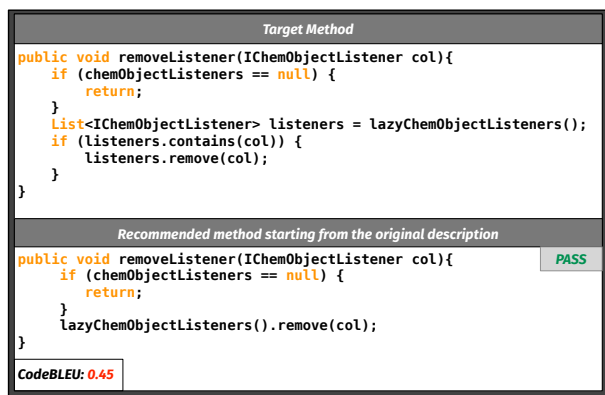 Target Method
public void removeListener(IChemObjectListener col){
    if (chemObjectListeners == null) {
        return;
    }
    List<IChemObjectListener> listeners = lazyChemObjectListeners();
    if (listeners.contains(col)) {
        listeners.remove(col);
    }
}
Recommended method starting from the original description
public void removeListener(IChemObjectListener col){
PASS
     if (chemObjectListeners == null) {
        return;
     }
     lazyChemObjectListeners().remove(col);
}
CodeBLEU: 0.45